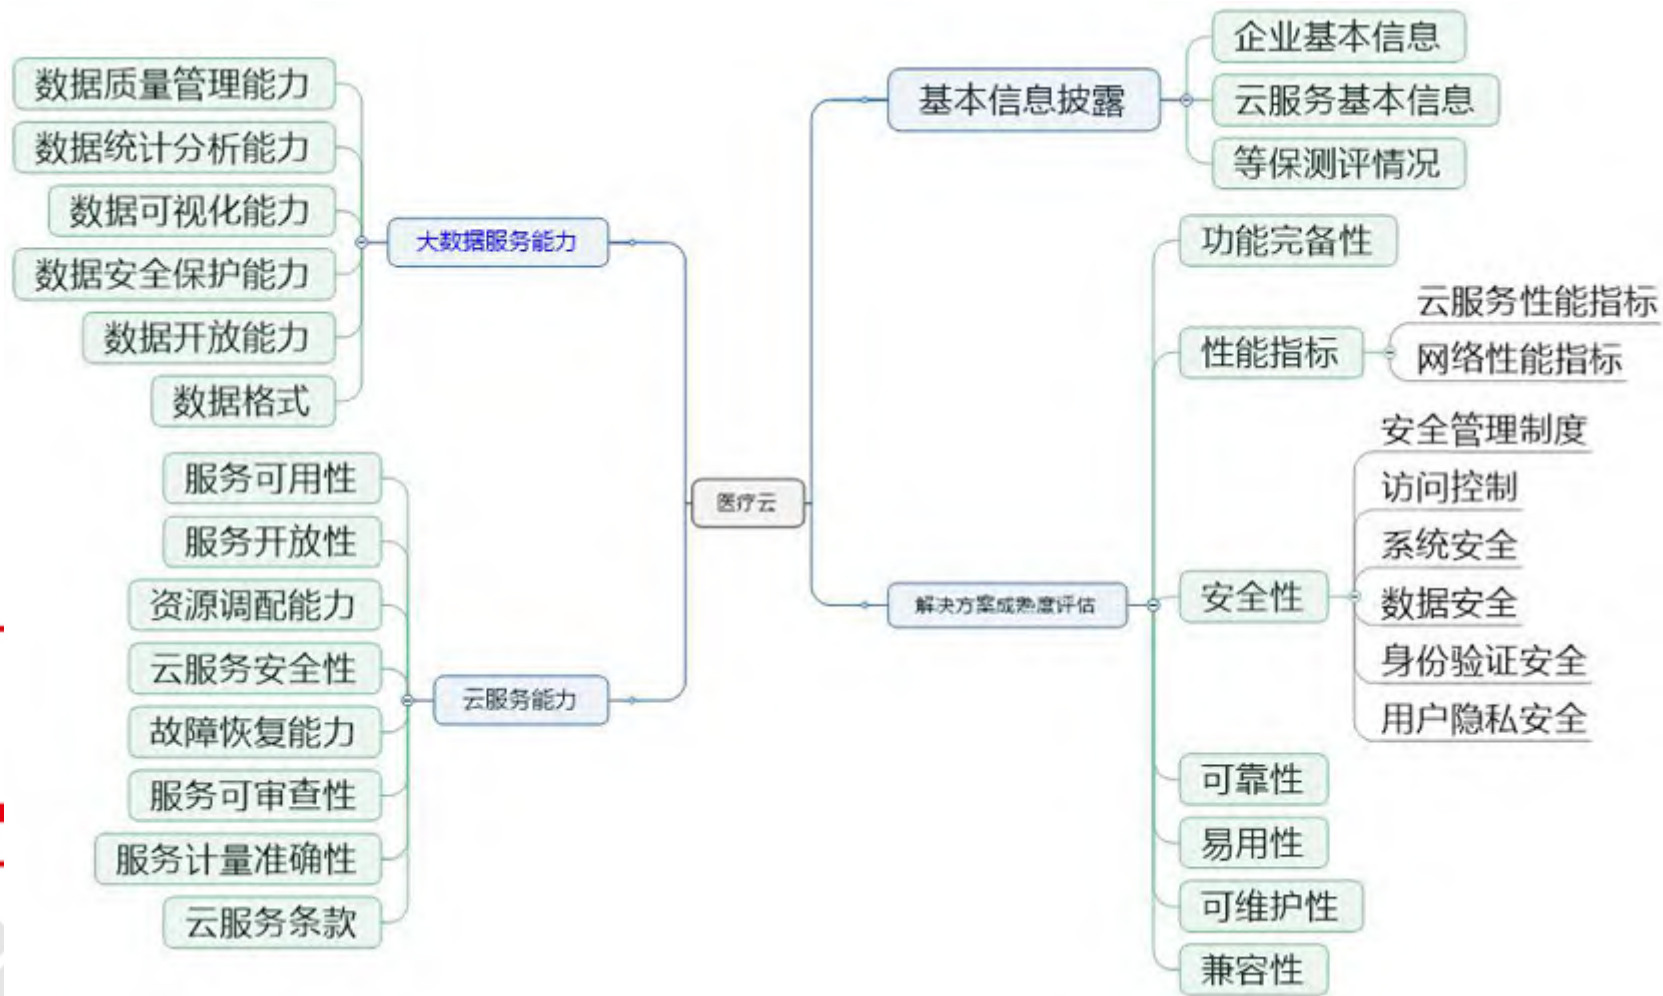 数据质量管理能力
数据统计分析能力
数据可视化能力
数据安全保护能力
数据开放能力
数据格式
大数据服务能力
服务可用性
服务开放性
资源调配能力
云服务安全性
故障恢复能力
服务可审查性
服务计量准确性
云服务条款
云服务能力
医疗云
基本信息披露
企业基本信息
云服务基本信息
等保测评情况
解决方案成熟度评估
功能完备性
性能指标
云服务性能指标
网络性能指标
安全性
安全管理制度
访问控制
系统安全
数据安全
身份验证安全
用户隐私安全
可靠性
易用性
可维护性
兼容性